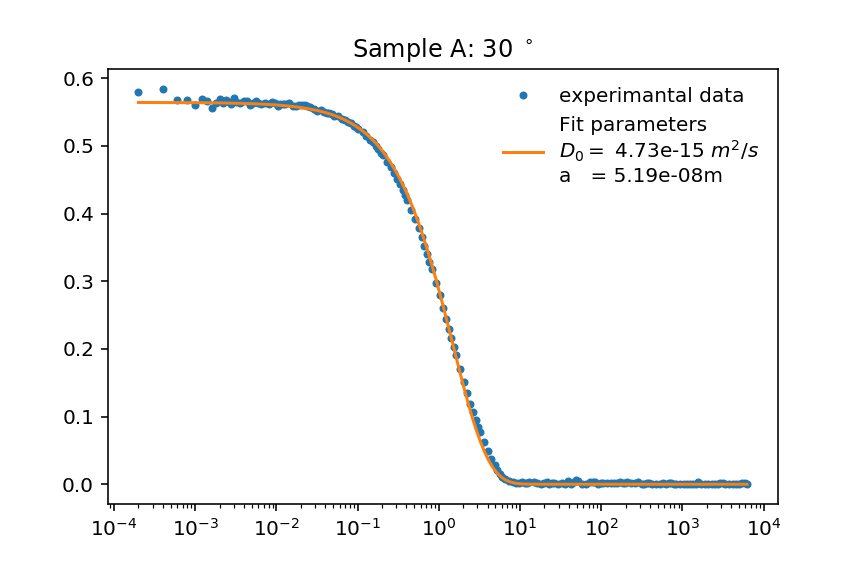 Sample A: 30 °
0.6
0.5
0.4
0.3
0.2
0.1
0.0
experimantal data
Fit parameters
D₀ = 4.73e-15 m²/s
a = 5.19e-08m
10⁻⁴ 10⁻³ 10⁻² 10⁻¹ 10⁰ 10¹ 10² 10³ 10⁴